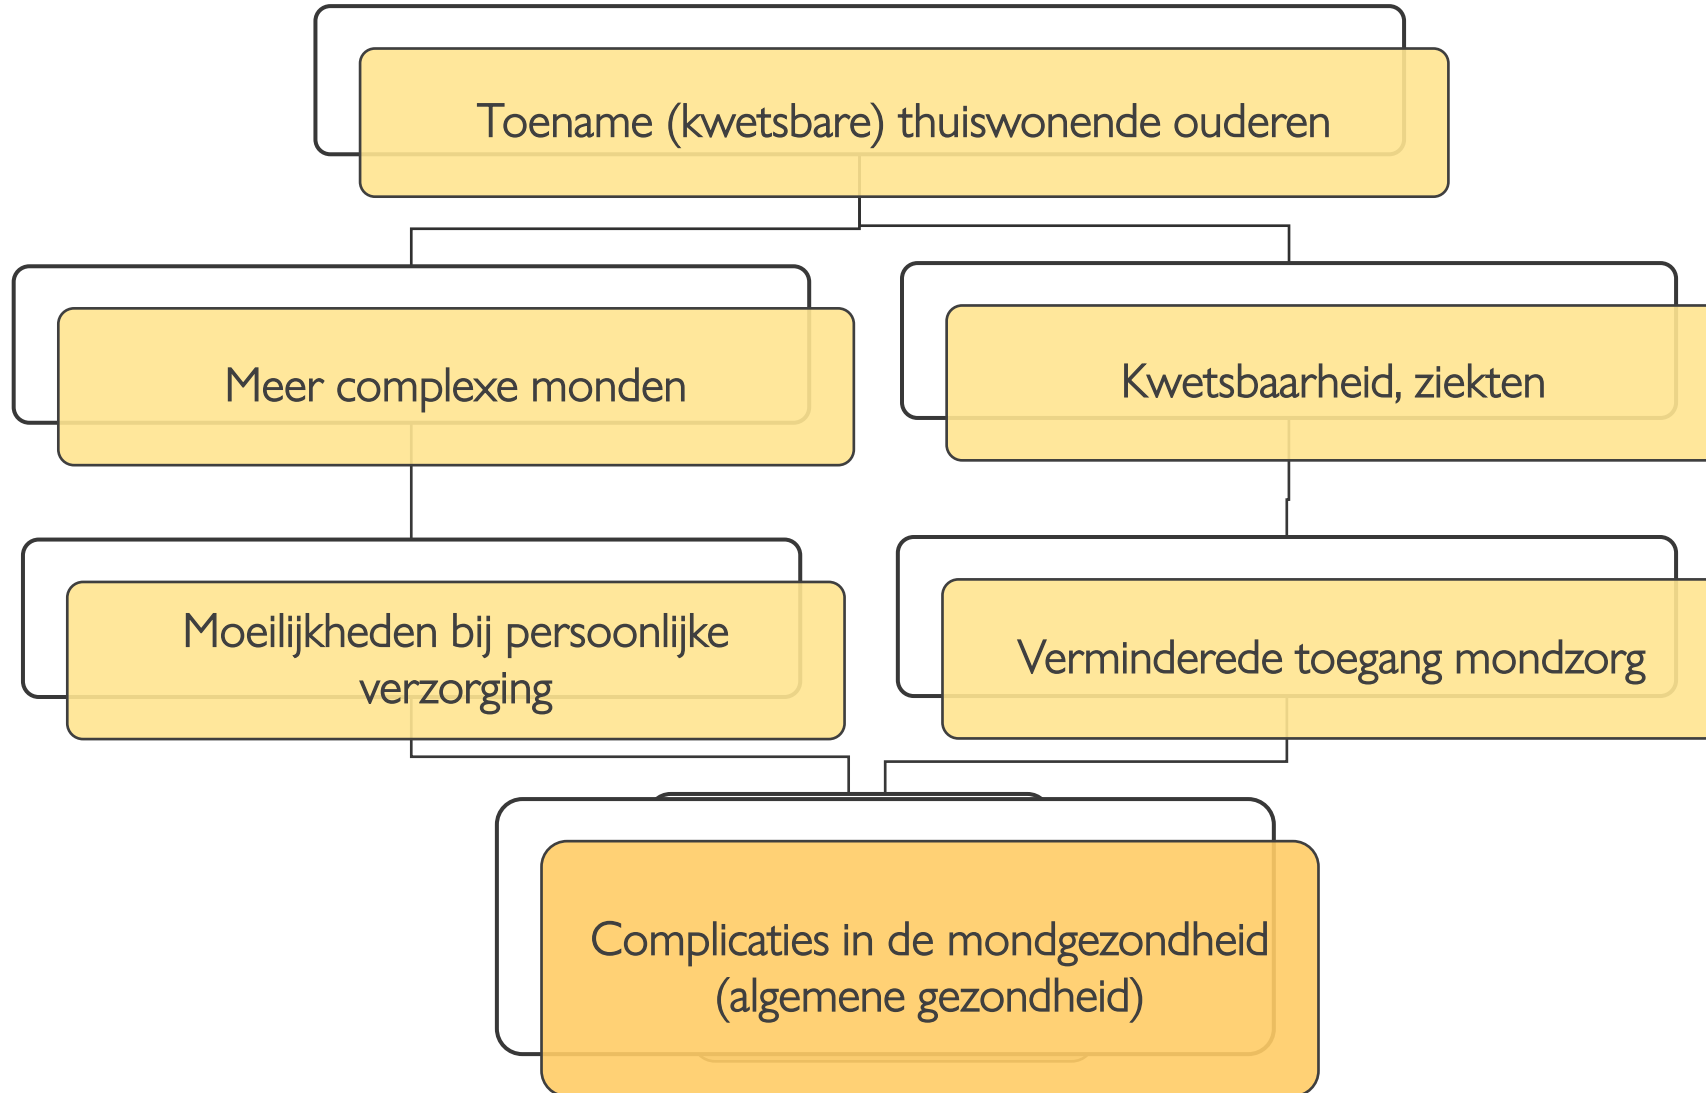 Toename (kwetsbare) thuiswonende ouderen
Meer complexe monden
Kwetsbaarheid, ziekten
Moeilijkheden bij persoonlijke
verzorging
Verminderede toegang mondzorg
Complicaties in de mondgezondheid
(algemene gezondheid)